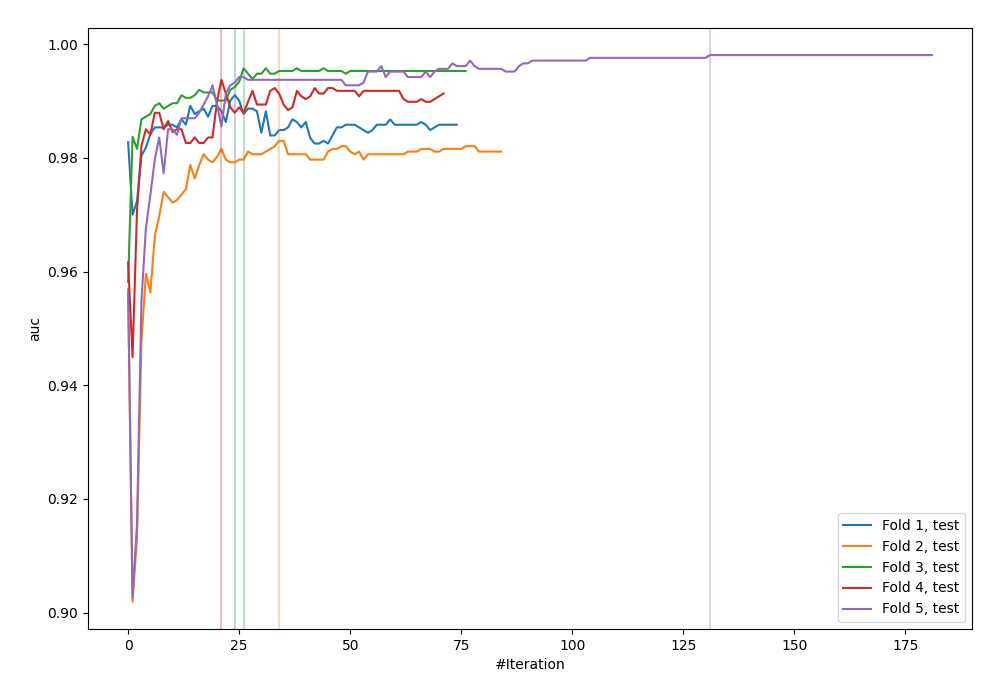 1.00
0.98
0.96
0.94
0.92
0.90
auc
0
25
50
75
100
125
150
175
#Iteration
Fold 1, test
Fold 2, test
Fold 3, test
Fold 4, test
Fold 5, test